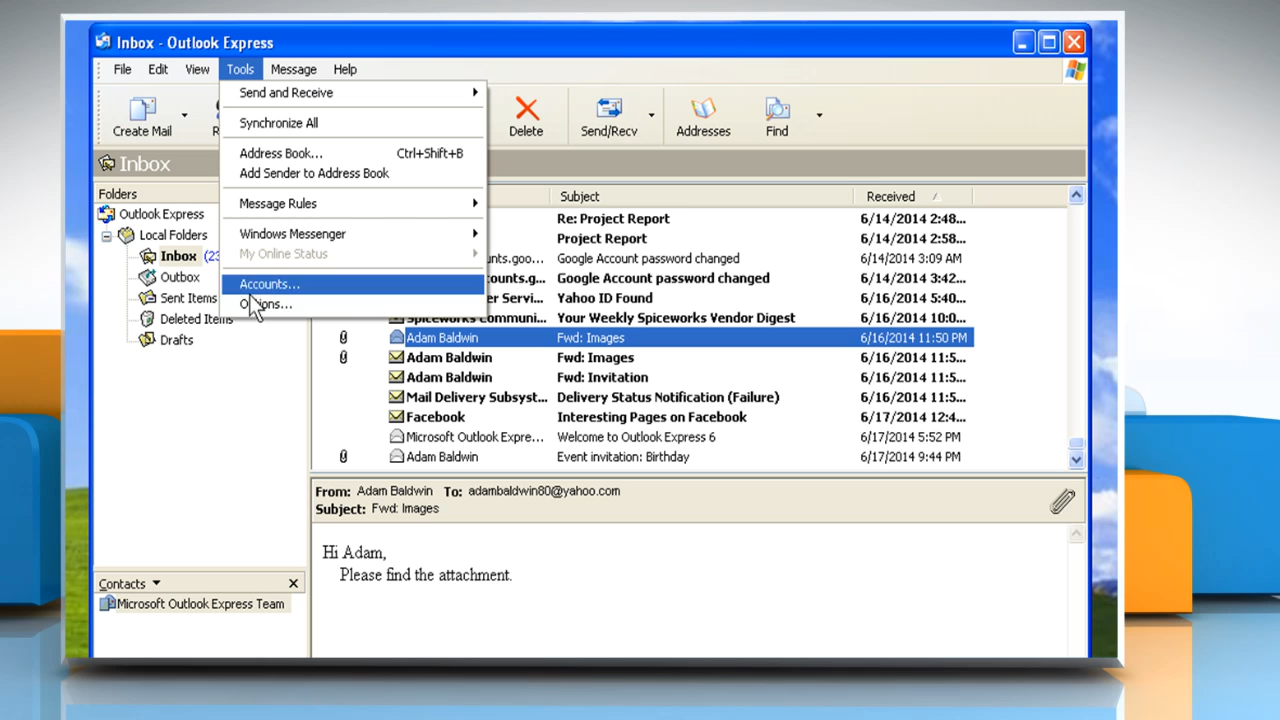 Inbox - Outlook Express
File Edit View Tools Message Help
Send and Receive
Synchronize All
Address Book... Ctrl+Shift+B
Add Sender to Address Book
Message Rules
Windows Messenger
My Online Status
Accounts...
Create Mail Delete Send/Recv Addresses Find
Inbox
Folders
Outlook Express
Local Folders
Inbox
Outbox
Sent Items
Deleted Items
Drafts
Subject Received
Re: Project Report 6/14/2014 2:48...
Project Report 6/14/2014 2:58...
Google Account password changed 6/14/2014 3:09 AM
Google Account password changed 6/14/2014 3:38...
Yahoo ID Found 6/16/2014 5:40...
Your Weekly Spiceworks Vendor Digest 6/16/2014 10:0...
Adam Baldwin Fwd: Images 6/16/2014 11:50 PM
Adam Baldwin Fwd: Images 6/16/2014 11:5...
Adam Baldwin Fwd: Invitation 6/16/2014 11:5...
Mail Delivery Subsyst... Delivery Status Notification (Failure) 6/16/2014 11:5...
Facebook Interesting Pages on Facebook 6/17/2014 12:4...
Microsoft Outlook Expre... Welcome to Outlook Express 6 6/17/2014 5:52 PM
Adam Baldwin Event invitation: Birthday 6/17/2014 9:44 PM
From: Adam Baldwin To: adambaldwin80@yahoo.com
Subject: Fwd: Images
Hi Adam,
Please find the attachment.
Contacts
Microsoft Outlook Express Team